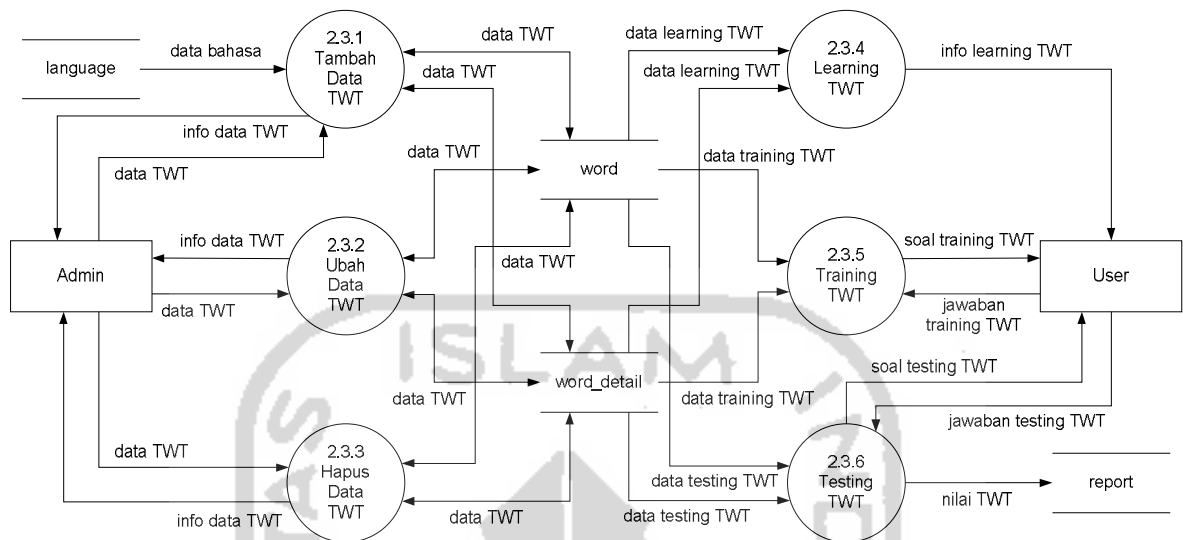 language
data bahasa
2.3.1
Tambah
Data
TWT
data TWT
data TWT
info data TWT
data TWT
data learning TWT
data learning TWT
2.3.4
Learning
TWT
info learning TWT
data TWT
word
data training TWT
Admin
info data TWT
data TWT
2.3.2
Ubah
Data
TWT
data TWT
2.3.5
Training
TWT
soal training TWT
jawaban
training TWT
User
ISLAM
data TWT
word_detail
data training TWT
soal testing TWT
jawaban testing TWT
data TWT
info data TWT
2.3.3
Hapus
Data
TWT
data TWT
data testing TWT
data testing TWT
2.3.6
Testing
TWT
nilai TWT
report